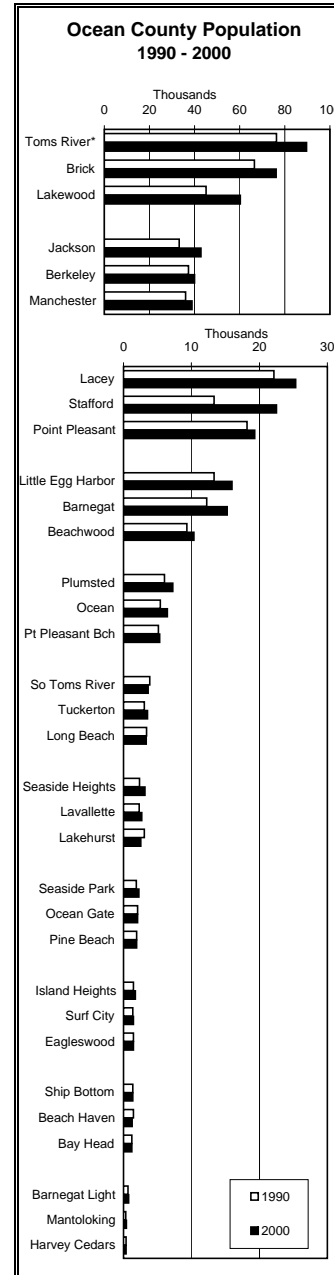 Ocean County Population
1990 - 2000
Thousands
0 20 40 60 80 100
Toms River*
Brick
Lakewood
Jackson
Berkeley
Manchester
Thousands
0 10 20 30
Lacey
Stafford
Point Pleasant
Little Egg Harbor
Barnegat
Beachwood
Plumsted
Ocean
Pt Pleasant Bch
So Toms River
Tuckerton
Long Beach
Seaside Heights
Lavallette
Lakehurst
Seaside Park
Ocean Gate
Pine Beach
Island Heights
Surf City
Eagleswood
Ship Bottom
Beach Haven
Bay Head
Barnegat Light
Mantoloking
Harvey Cedars
1990
2000